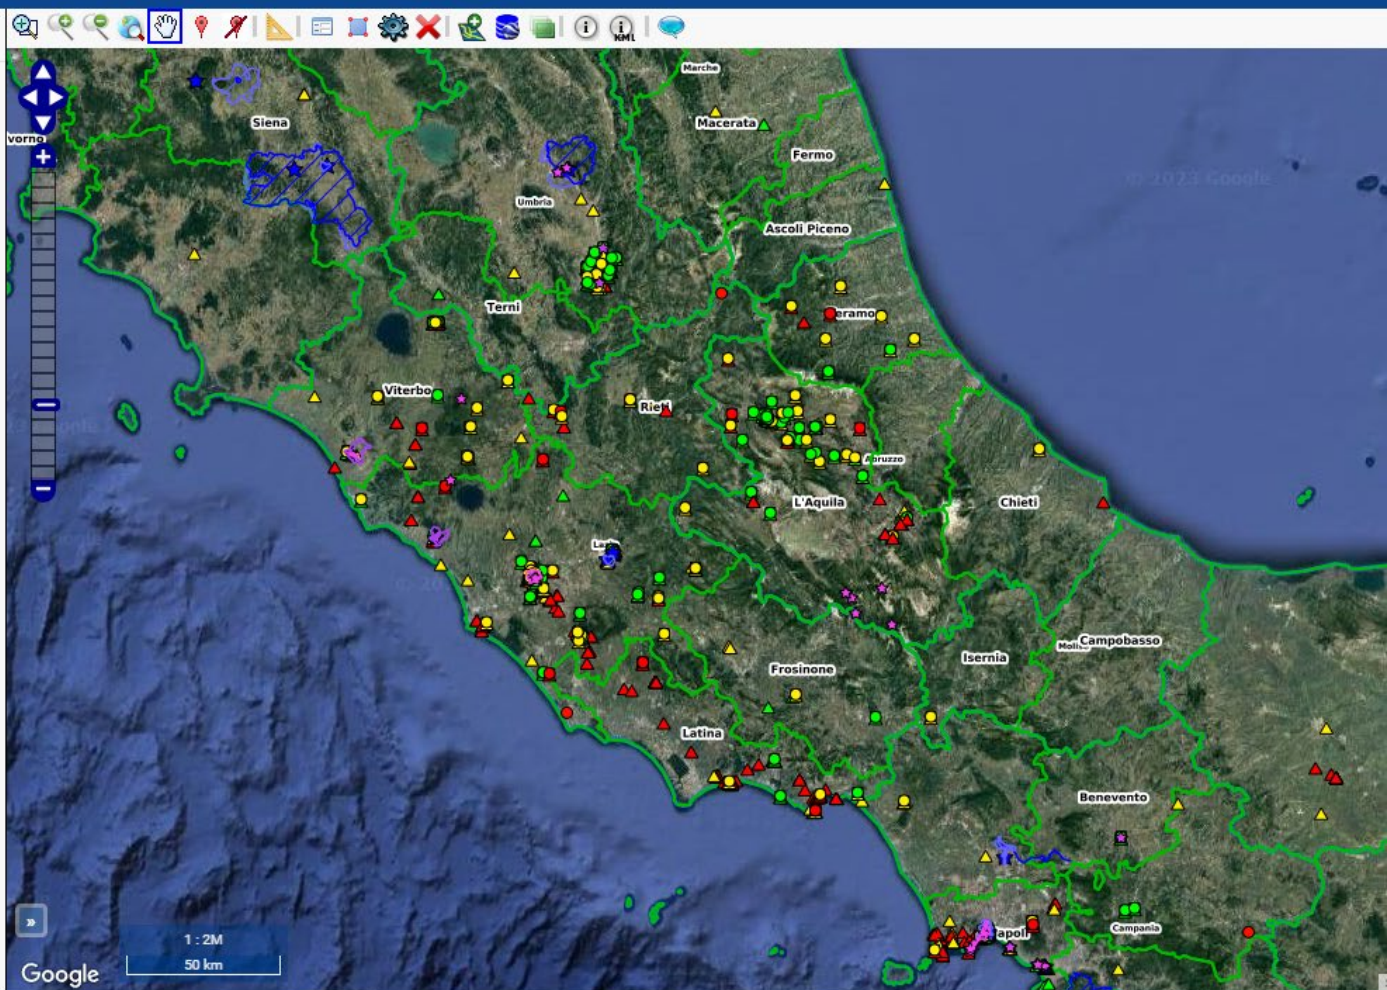 KML
Marche
Siena
Macerata
vorno
Fermo
© 2023 Google
Umbria
Ascoli Piceno
Terni
eramo
Viterbo
Rieti
Abruzzo
L'Aquila
Chieti
Campobasso
Isernia
Frosinone
Latina
Benevento
»
1 : 2M
50 km
Campania
apoli
Google